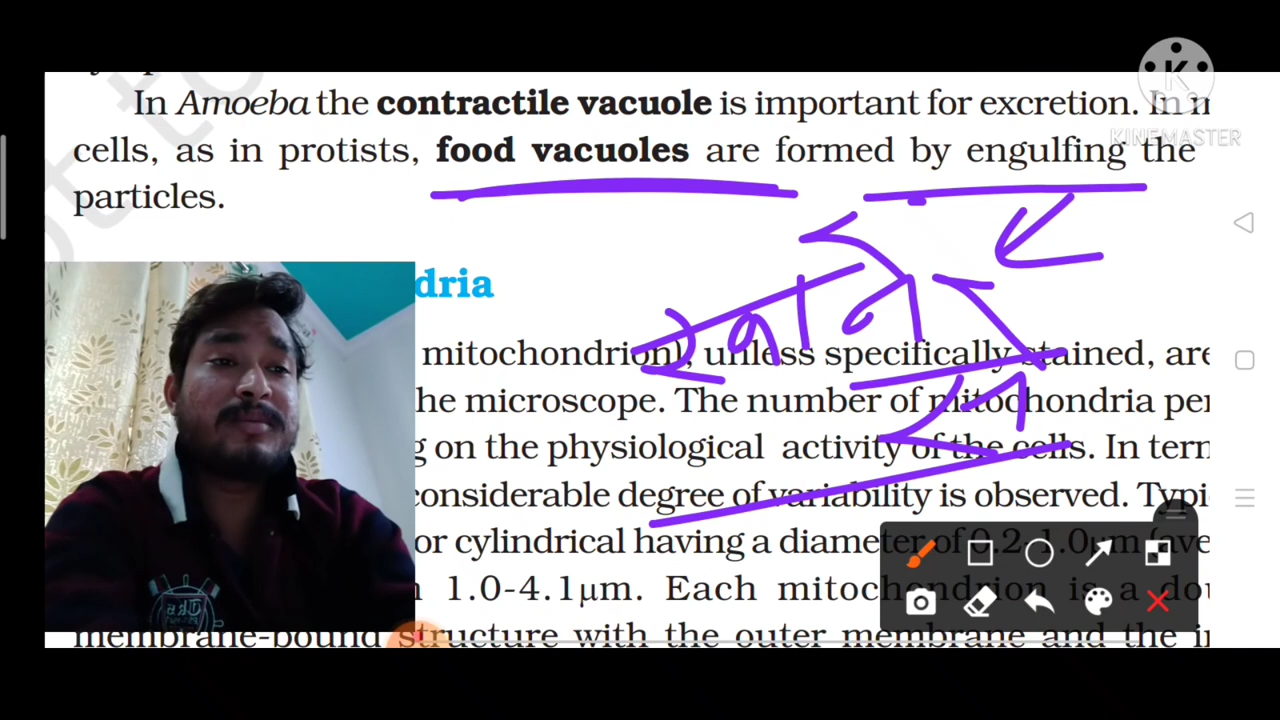 In Amoeba the contractile vacuole is important for excretion. In
cells, as in protists, food vacuoles are formed by engulfing the
particles.
dria
mitochondrion), unless specifically stained, are
he microscope. The number of mitochondria per
g on the physiological activity of the cells. In term
considerable degree of variability is observed. Typi
or cylindrical having a diameter of 0.2-1.0μm
1.0-4.1μm. Each mitochondrion is a
membrane-bound structure with the outer membrane and the
K
KINEMASTER